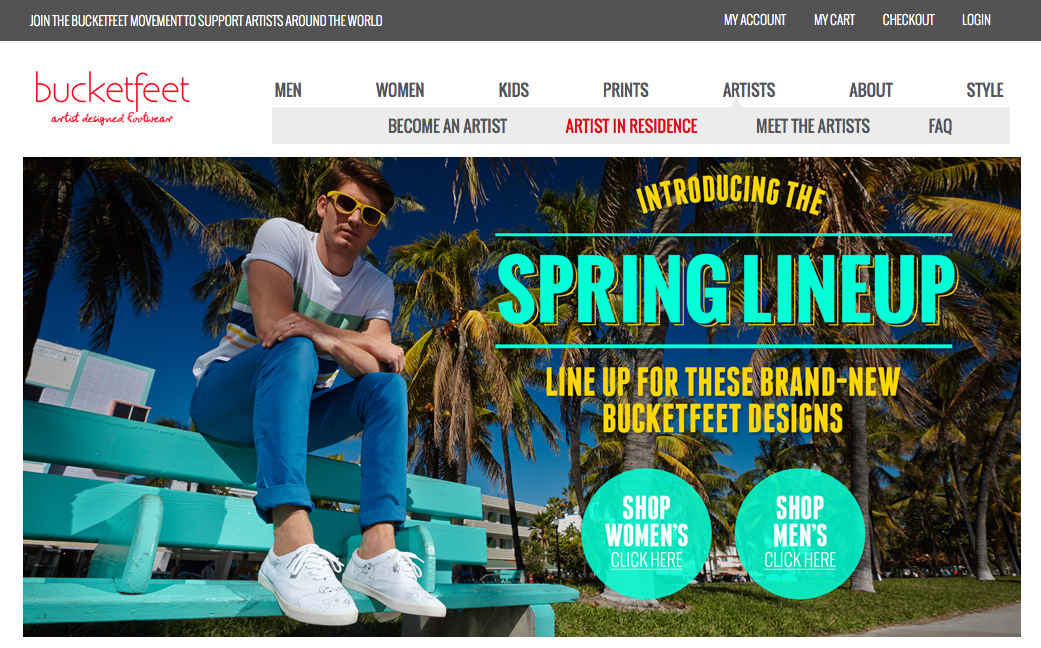 JOIN THE BUCKETFEET MOVEMENT TO SUPPORT ARTISTS AROUND THE WORLD
MY ACCOUNT MY CART CHECKOUT LOGIN
bucketfeet
artist designed footwear
MEN WOMEN KIDS PRINTS ARTISTS ABOUT STYLE
BECOME AN ARTIST ARTIST IN RESIDENCE MEET THE ARTISTS FAQ
INTRODUCING THE
SPRING LINEUP
LINE UP FOR THESE BRAND-NEW
BUCKETFEET DESIGNS
SHOP
WOMEN'S
CLICK HERE
SHOP
MEN'S
CLICK HERE